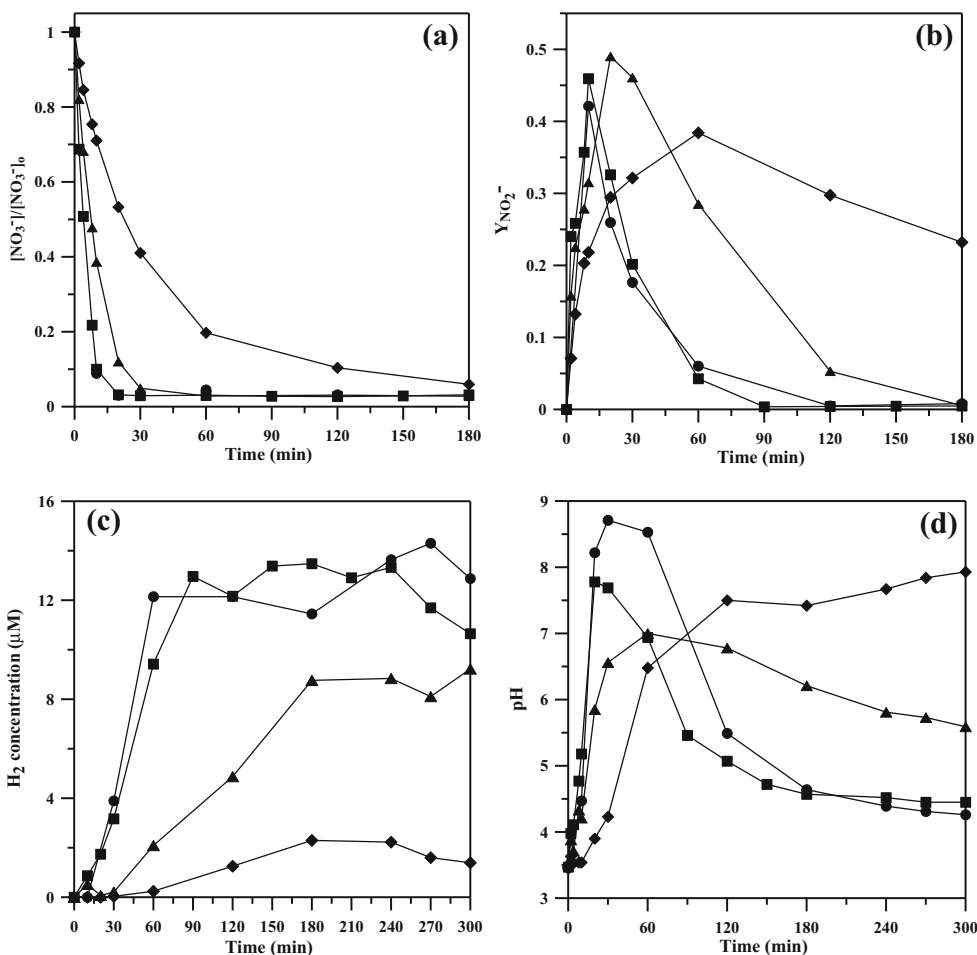 (a)
[NO₃⁻]/[NO₃⁻]ₒ
1
0.8
0.6
0.4
0.2
0
0 30 60 90 120 150 180
Time (min)
(b)
Y_NO₂⁻
0.5
0.4
0.3
0.2
0.1
0
0 30 60 90 120 150 180
Time (min)
(c)
H₂ concentration (μM)
16
12
8
4
0
0 30 60 90 120 150 180 210 240 270 300
Time (min)
(d)
pH
9
8
7
6
5
4
3
0 60 120 180 240 300
Time (min)